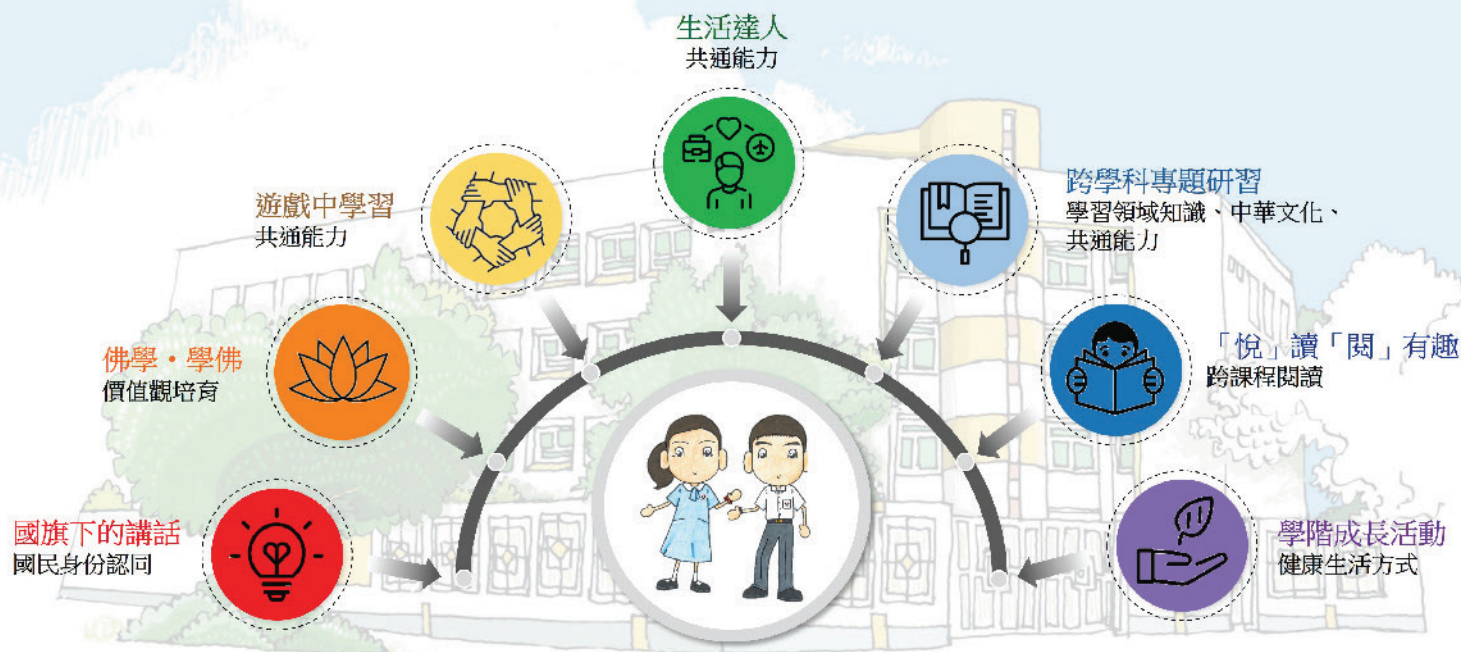 生活達人
共通能力
遊戲中學習
共通能力
跨學科專題研習
學習領域知識、中華文化、
共通能力
佛學・學佛
價值觀培育
「悅」讀「閱」有趣
跨課程閱讀
國旗下的講話
國民身份認同
學階成長活動
健康生活方式